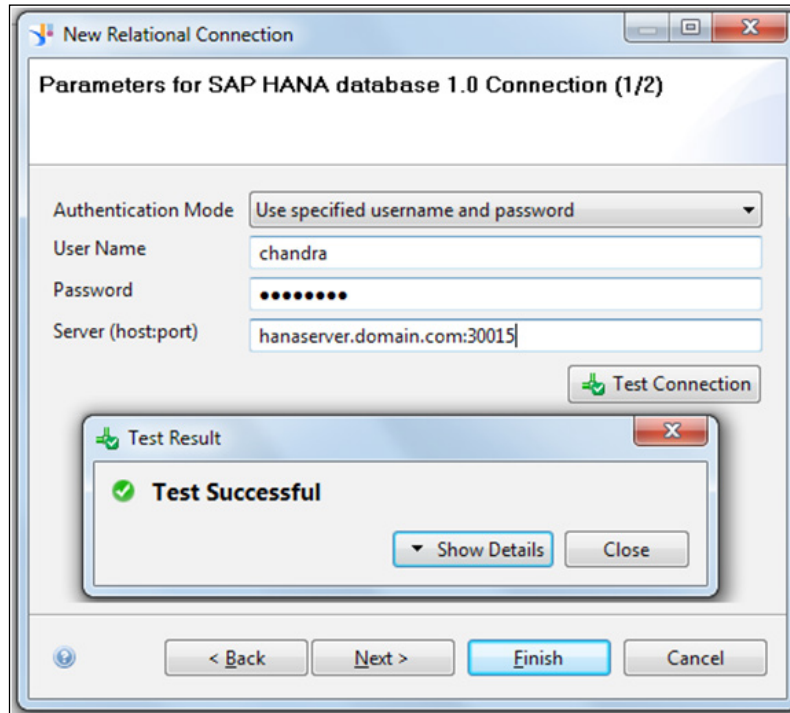 New Relational Connection
Parameters for SAP HANA database 1.0 Connection (1/2)
Authentication Mode Use specified username and password
User Name chandra
Password ●●●●●●●●
Server (host:port) hanaserver.domain.com:30015
Test Connection
Test Result
Test Successful
Show Details Close
< Back Next > Finish Cancel